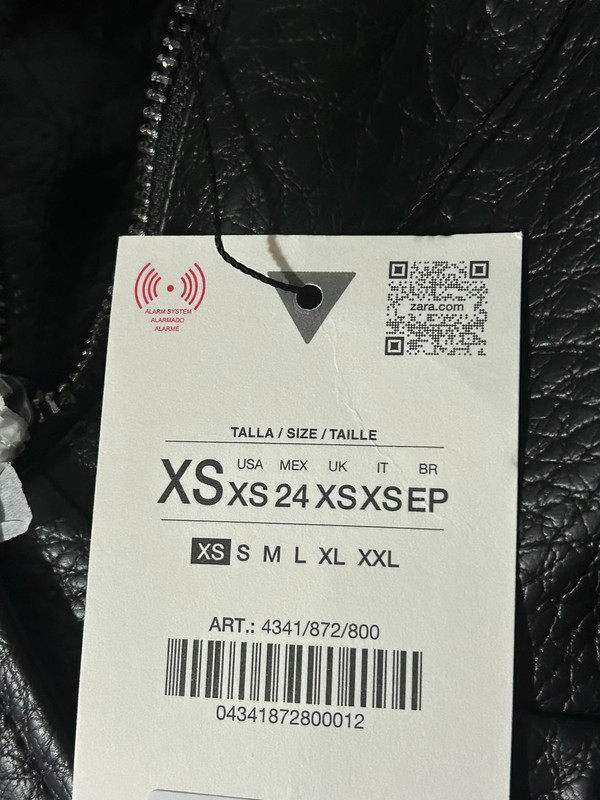 ALARM SYSTEM
ALARMADO
ALARME
zara.com
TALLA / SIZE / TAILLE
USA MEX UK IT BR
XS XS 24 XS XS EP
XS S M L XL XXL
ART.: 4341/872/800
04341872800012